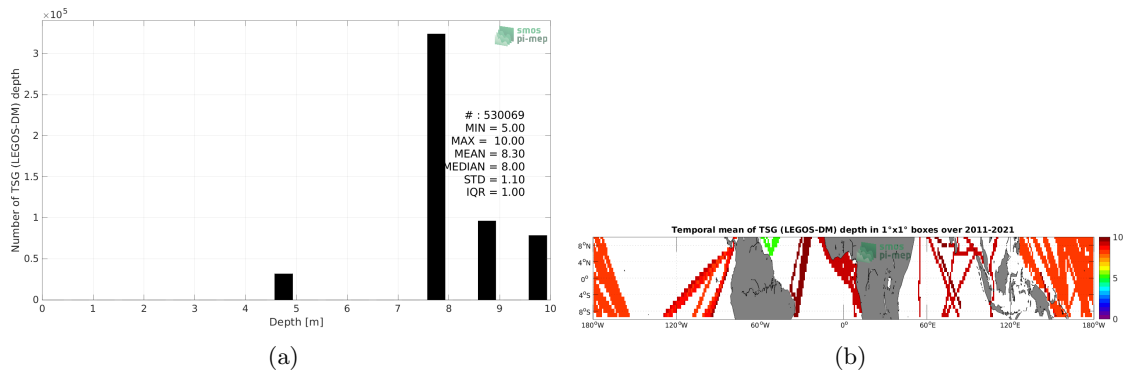 ×10⁵
3
2.5
2
1.5
1
0.5
0
Number of TSG (LEGOS-DM) depth
smos
pi-mep
# : 530069
MIN = 5.00
MAX = 10.00
MEAN = 8.30
MEDIAN = 8.00
STD = 1.10
IQR = 1.00
0 1 2 3 4 5 6 7 8 9 10
Depth [m]
(a)
Temporal mean of TSG (LEGOS-DM) depth in 1°x1° boxes over 2011-2021
8°N
4°N
0°
4°S
8°S
smos
pi-mep
180°W 120°W 60°W 0° 60°E 120°E 180°W
10
5
0
(b)